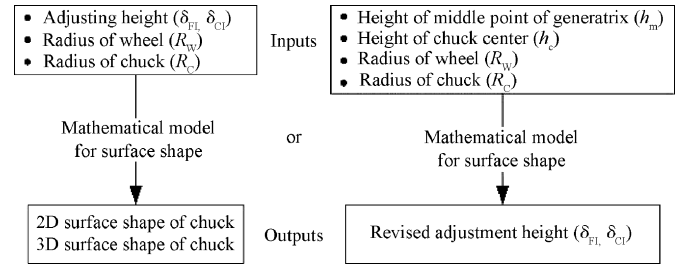 • Adjusting height (δFI, δCI)
• Radius of wheel (RW)
• Radius of chuck (RC)
Inputs
• Height of middle point of generatrix (hm)
• Height of chuck center (hc)
• Radius of wheel (RW)
• Radius of chuck (RC)
Mathematical model
for surface shape
or
Mathematical model
for surface shape
2D surface shape of chuck
3D surface shape of chuck
Outputs
Revised adjustment height (δFI, δCI)